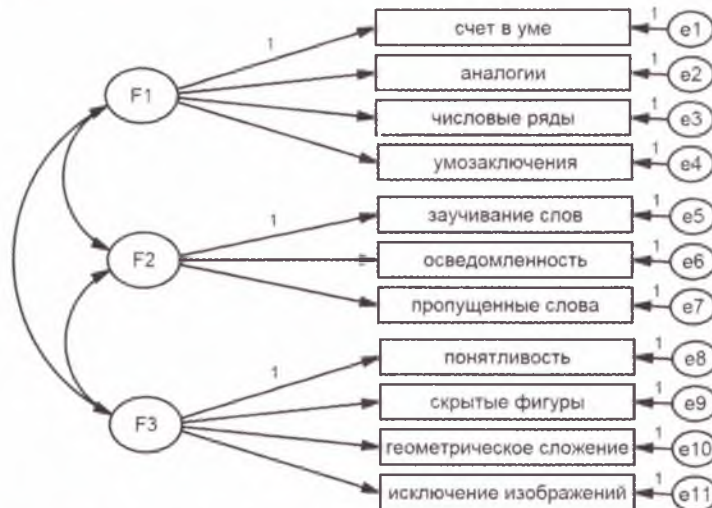 1
счет в уме
1
e1
F1
аналогии
1
e2
числовые ряды
1
e3
умозаключения
1
e4
1
заучивание слов
1
e5
F2
осведомленность
1
e6
пропущенные слова
1
e7
1
понятливость
1
e8
F3
скрытые фигуры
1
e9
геометрическое сложение
1
e10
исключение изображений
1
e11